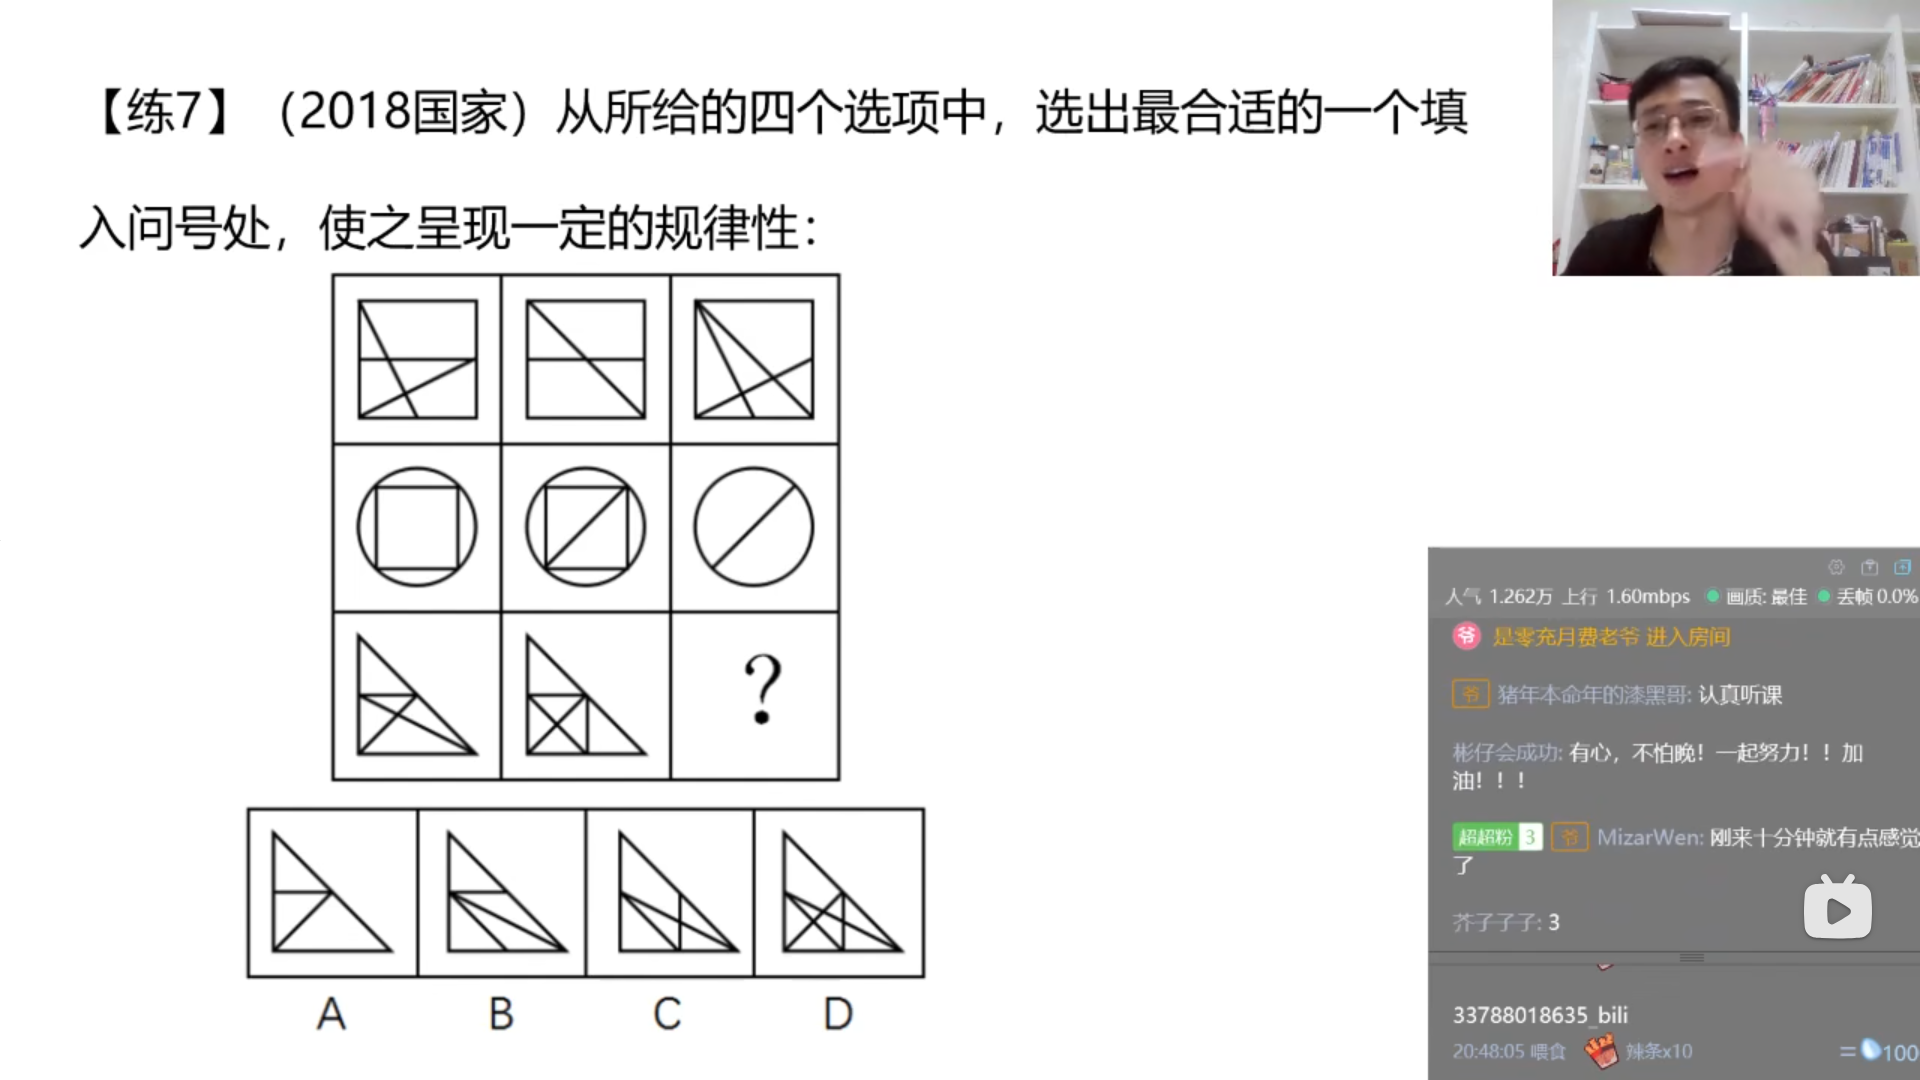 【练7】（2018国家）从所给的四个选项中，选出最合适的一个填
入问号处，使之呈现一定的规律性：
?
A B C D
人气 1.262万 上行 1.60mbps 画质: 最佳 丢帧 0.0%
爷 是零充月费老爷 进入房间
爷 猪年本命年的漆黑哥: 认真听课
彬仔会成功: 有心，不怕晚！一起努力！！加
油！！！
超超粉 3 爷 MizarWen: 刚来十分钟就有点感觉
了
芥子了子: 3
33788018635_bili
20:48:05 喂食 辣条x10 =100